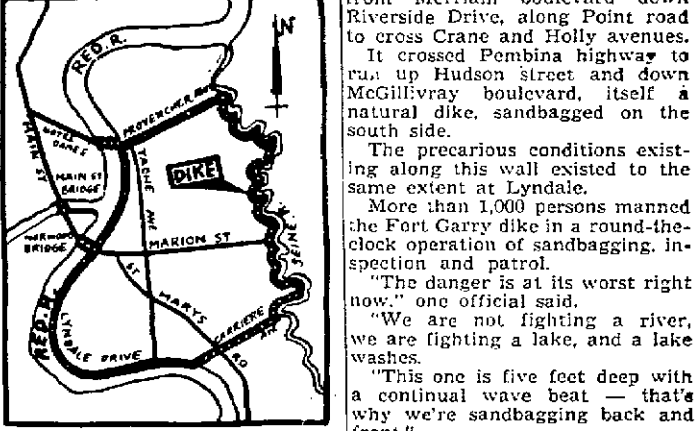 RED. R.
N
MAIN ST
NOTRE DAME
PROVENCHER AVE
TACHE AVE
DIKE
MAIN ST
BRIDGE
NORWOOD
BRIDGE
MARION ST
SEINE R.
ST MARYS RD
RED. R.
LYNDALE DRIVE
CARRIERE AVE
from Merriam boulevard down
Riverside Drive, along Point road
to cross Crane and Holly avenues.
It crossed Pembina highway to
run up Hudson street and down
McGillivray boulevard, itself a
natural dike, sandbagged on the
south side.
The precarious conditions exist-
ing along this wall existed to the
same extent at Lyndale.
More than 1,000 persons manned
the Fort Garry dike in a round-the-
clock operation of sandbagging, in-
spection and patrol.
"The danger is at its worst right
now." one official said.
"We are not fighting a river,
we are fighting a lake, and a lake
washes.
"This one is five feet deep with
a continual wave beat — that's
why we're sandbagging back and
front."